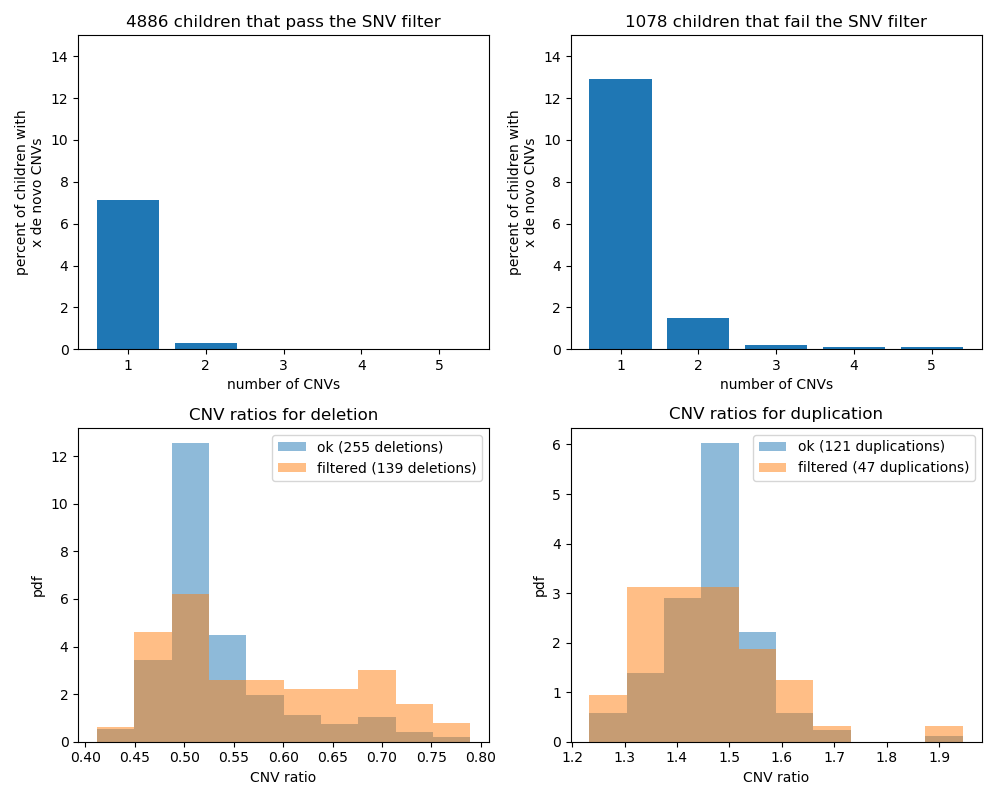 4886 children that pass the SNV filter
percent of children with
x de novo CNVs
14
12
10
8
6
4
2
0
1 2 3 4 5
number of CNVs
1078 children that fail the SNV filter
percent of children with
x de novo CNVs
14
12
10
8
6
4
2
0
1 2 3 4 5
number of CNVs
CNV ratios for deletion
ok (255 deletions)
filtered (139 deletions)
pdf
12
10
8
6
4
2
0
0.40 0.45 0.50 0.55 0.60 0.65 0.70 0.75 0.80
CNV ratio
CNV ratios for duplication
ok (121 duplications)
filtered (47 duplications)
pdf
6
5
4
3
2
1
0
1.2 1.3 1.4 1.5 1.6 1.7 1.8 1.9
CNV ratio